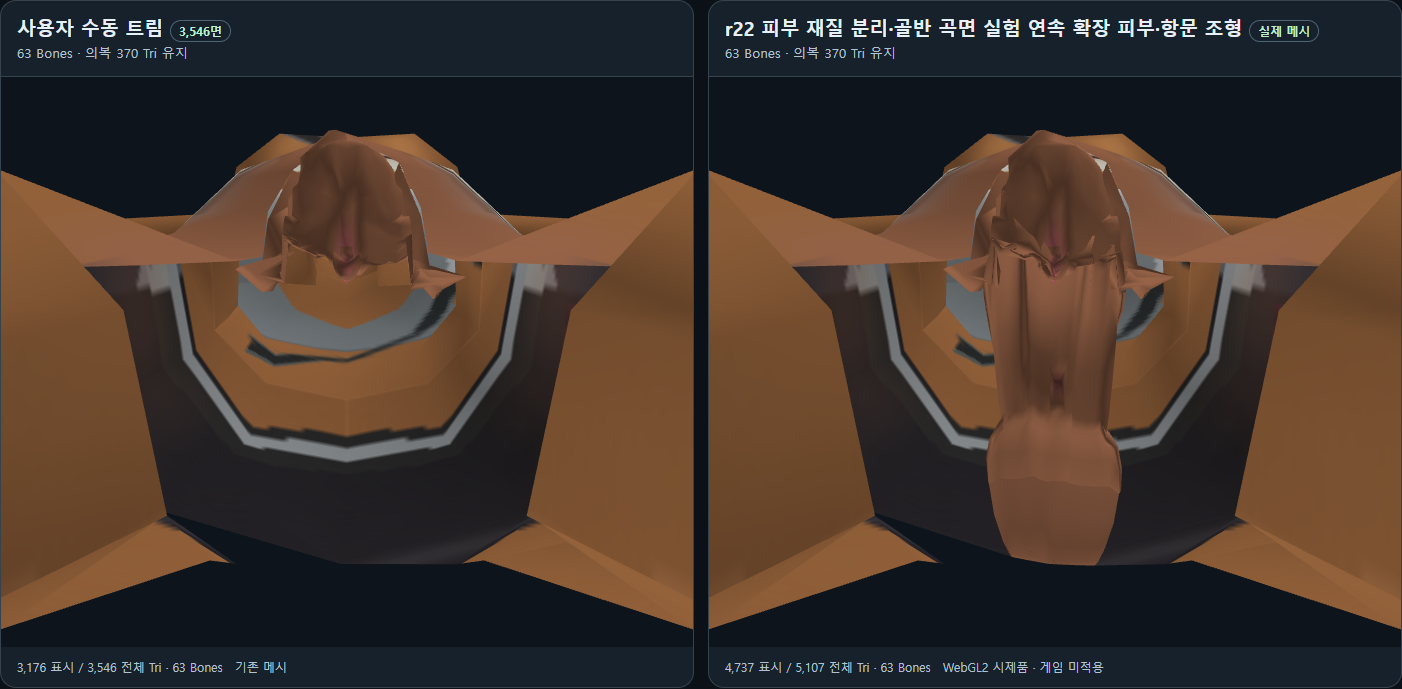 사용자 수동 트림 3,546면
63 Bones · 의복 370 Tri 유지
3,176 표시 / 3,546 전체 Tri · 63 Bones 기존 메시
r22 피부 재질 분리·골반 곡면 실험 연속 확장 피부·항문 조형 실제 메시
63 Bones · 의복 370 Tri 유지
4,737 표시 / 5,107 전체 Tri · 63 Bones WebGL2 시제품 · 게임 미적용